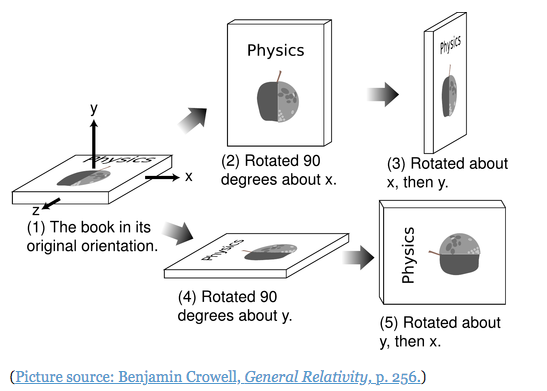 y
Physics
x
z
(1) The book in its
original orientation.
Physics
(2) Rotated 90
degrees about x.
Physics
(3) Rotated about
x, then y.
Physics
(4) Rotated 90
degrees about y.
Physics
(5) Rotated about
y, then x.
(Picture source: Benjamin Crowell, General Relativity, p. 256.)